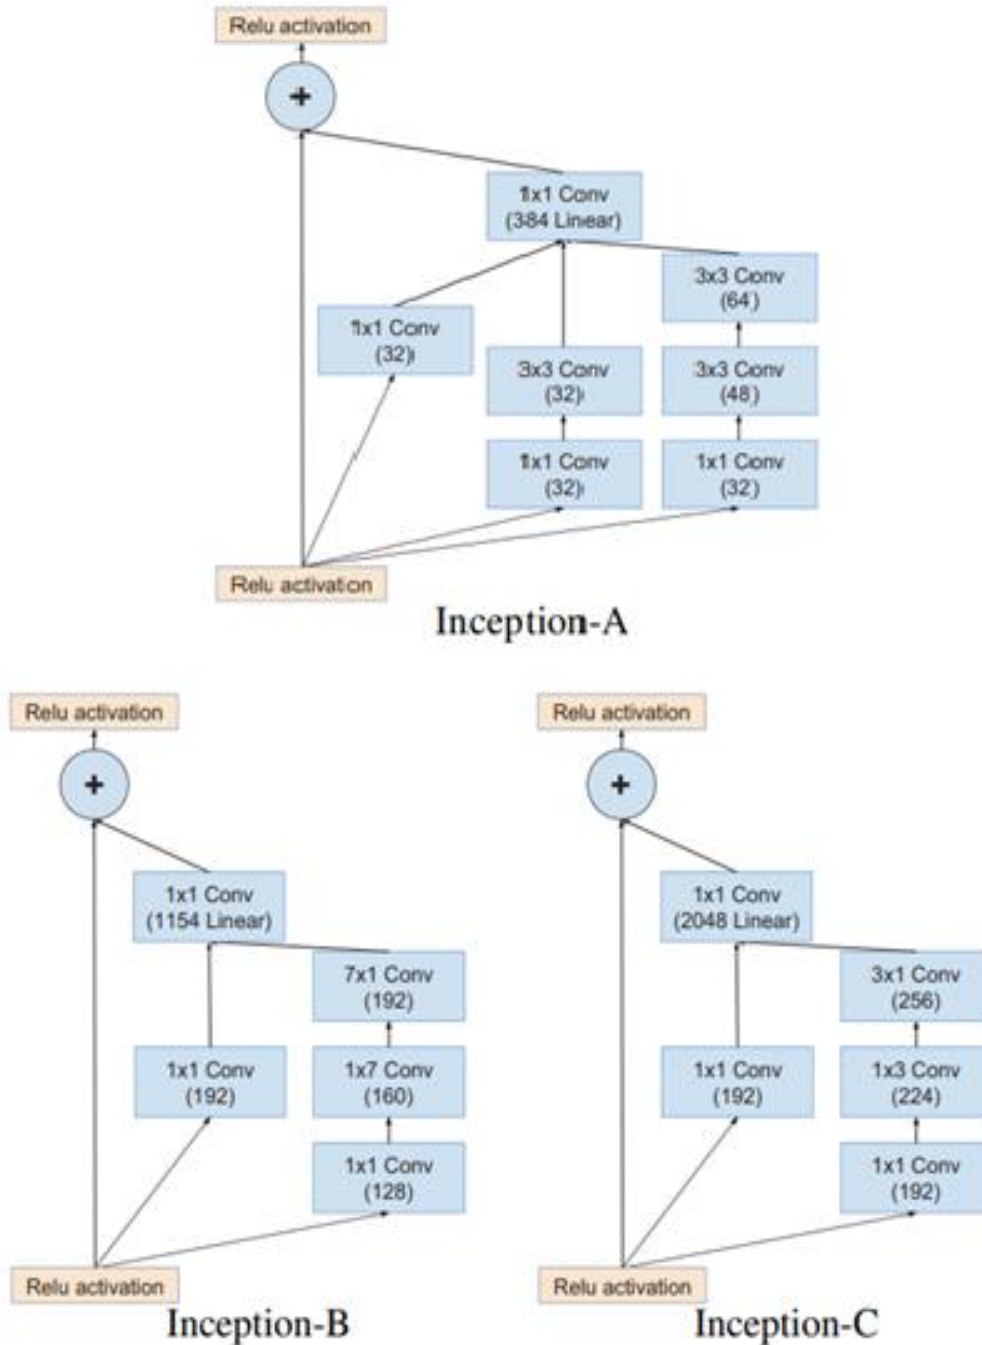 Relu activation
+
1x1 Conv
(384 Linear)
3x3 Conv
(64)
1x1 Conv
(32)
3x3 Conv
(32)
3x3 Conv
(48)
1x1 Conv
(32)
1x1 Conv
(32)
Relu activation
Inception-A
Relu activation
+
1x1 Conv
(1154 Linear)
7x1 Conv
(192)
1x1 Conv
(192)
1x7 Conv
(160)
1x1 Conv
(128)
Relu activation
Inception-B
Relu activation
+
1x1 Conv
(2048 Linear)
3x1 Conv
(256)
1x1 Conv
(192)
1x3 Conv
(224)
1x1 Conv
(192)
Relu activation
Inception-C